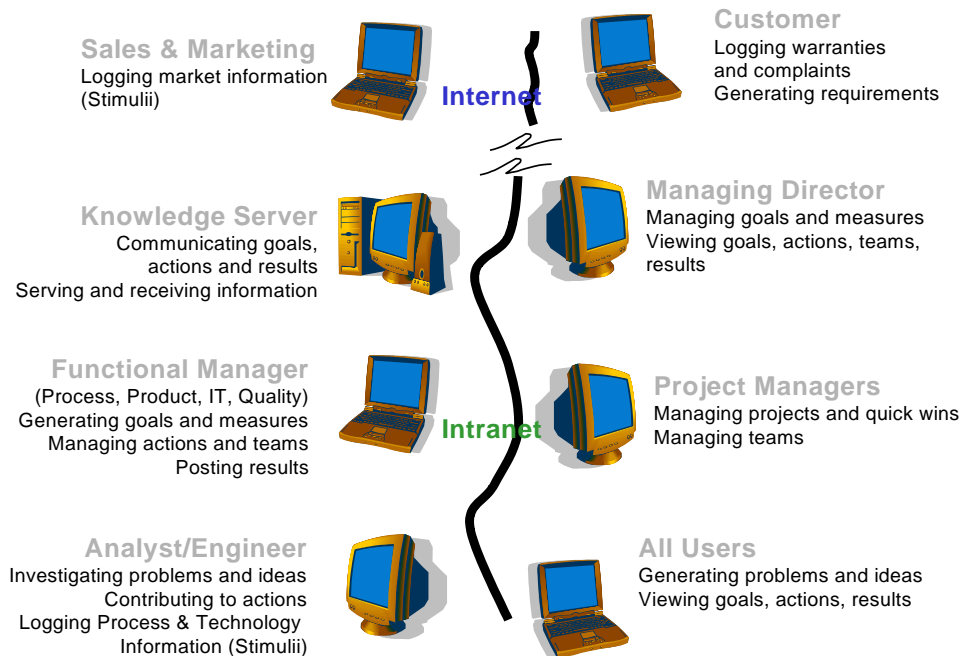 Sales & Marketing
Logging market information
(Stimulii)
Internet
Customer
Logging warranties
and complaints
Generating requirements
Knowledge Server
Communicating goals,
actions and results
Serving and receiving information
Managing Director
Managing goals and measures
Viewing goals, actions, teams,
results
Functional Manager
(Process, Product, IT, Quality)
Generating goals and measures
Managing actions and teams
Posting results
Intranet
Project Managers
Managing projects and quick wins
Managing teams
Analyst/Engineer
Investigating problems and ideas
Contributing to actions
Logging Process & Technology
Information (Stimulii)
All Users
Generating problems and ideas
Viewing goals, actions, results